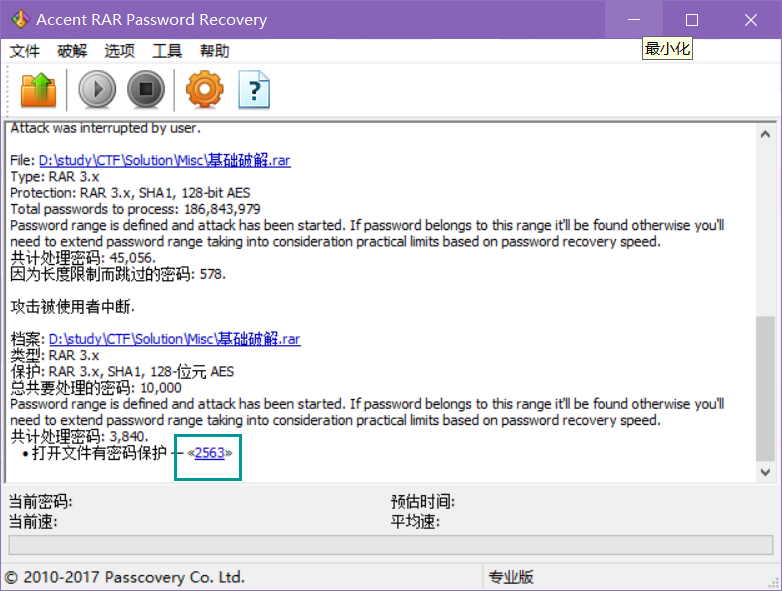 Accent RAR Password Recovery
文件 破解 选项 工具 帮助
最小化
Attack was interrupted by user.
File: D:\study\CTF\Solution\Misc\基础破解.rar
Type: RAR 3.x
Protection: RAR 3.x, SHA1, 128-bit AES
Total passwords to process: 186,843,979
Password range is defined and attack has been started. If password belongs to this range it'll be found otherwise you'll
need to extend password range taking into consideration practical limits based on password recovery speed.
共计处理密码: 45,056.
因为长度限制而跳过的密码: 578.
攻击被使用者中断.
档案: D:\study\CTF\Solution\Misc\基础破解.rar
类型: RAR 3.x
保护: RAR 3.x, SHA1, 128-位元 AES
总共要处理的密码: 10,000
Password range is defined and attack has been started. If password belongs to this range it'll be found otherwise you'll
need to extend password range taking into consideration practical limits based on password recovery speed.
共计处理密码: 3,840.
• 打开文件有密码保护 — «2563»
当前密码: 预估时间:
当前速: 平均速:
© 2010-2017 Passcovery Co. Ltd. 专业版